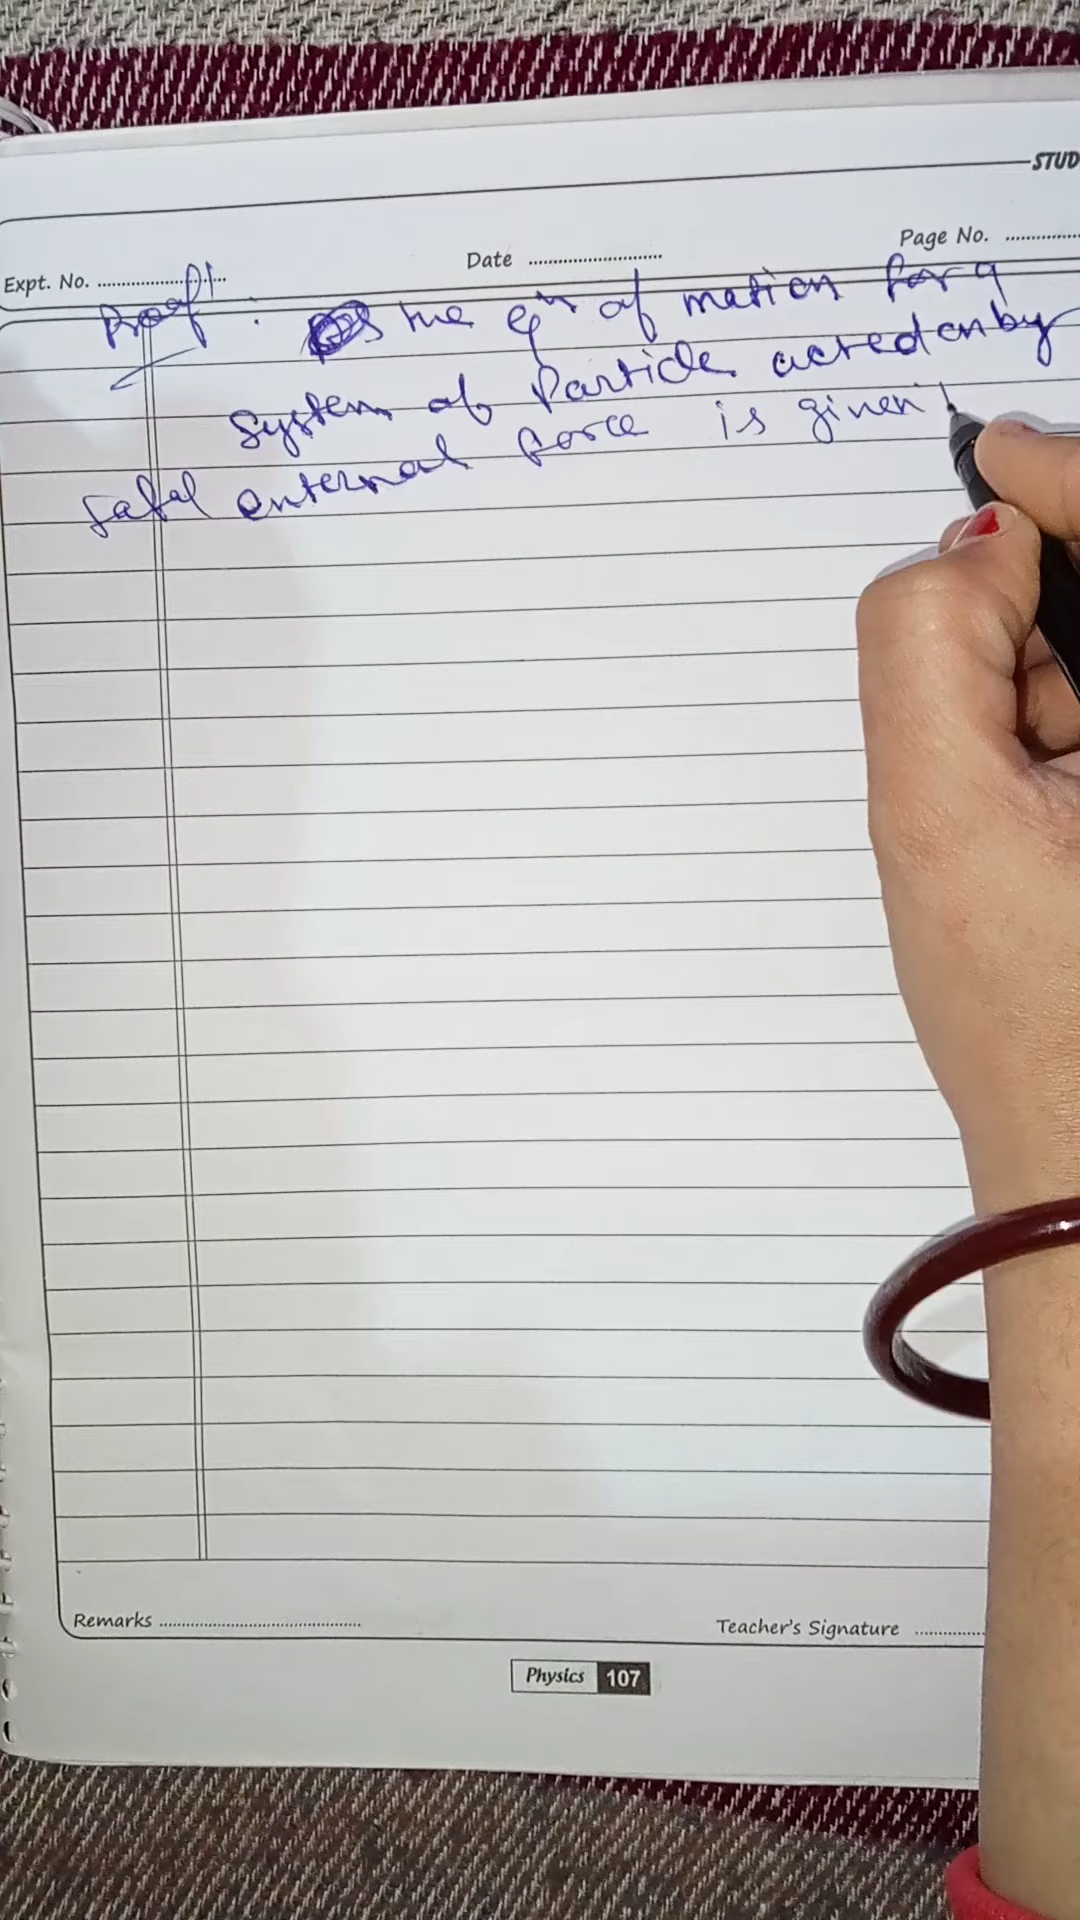 STUD
Expt. No. ........................
Date ........................
Page No. ............
Proof : the eqn of motion for a
system of Particle acted on by
total external force is given
Remarks ........................
Teacher's Signature ............
Physics 107